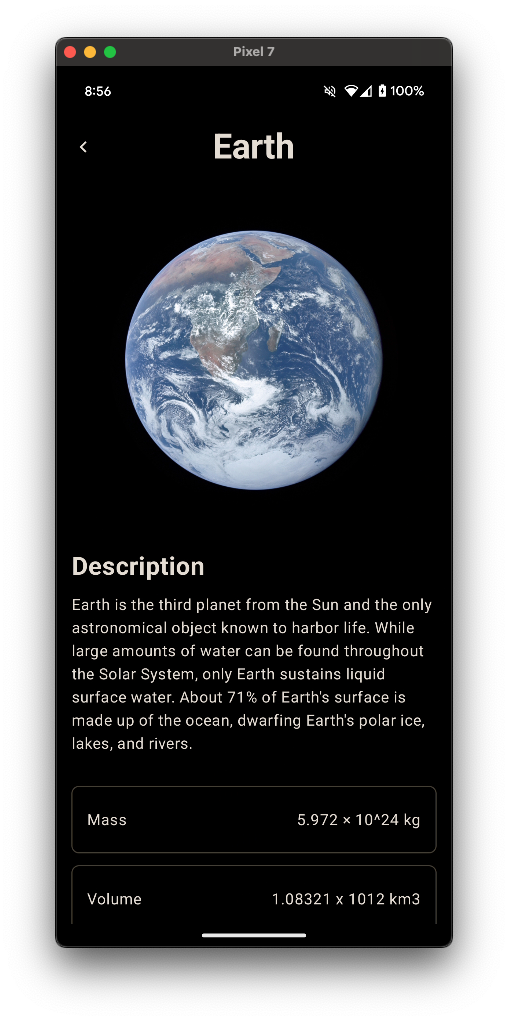 Pixel 7
8:56
100%
Earth
Description
Earth is the third planet from the Sun and the only
astronomical object known to harbor life. While
large amounts of water can be found throughout
the Solar System, only Earth sustains liquid
surface water. About 71% of Earth's surface is
made up of the ocean, dwarfing Earth's polar ice,
lakes, and rivers.
Mass 5.972 × 10^24 kg
Volume 1.08321 x 1012 km3